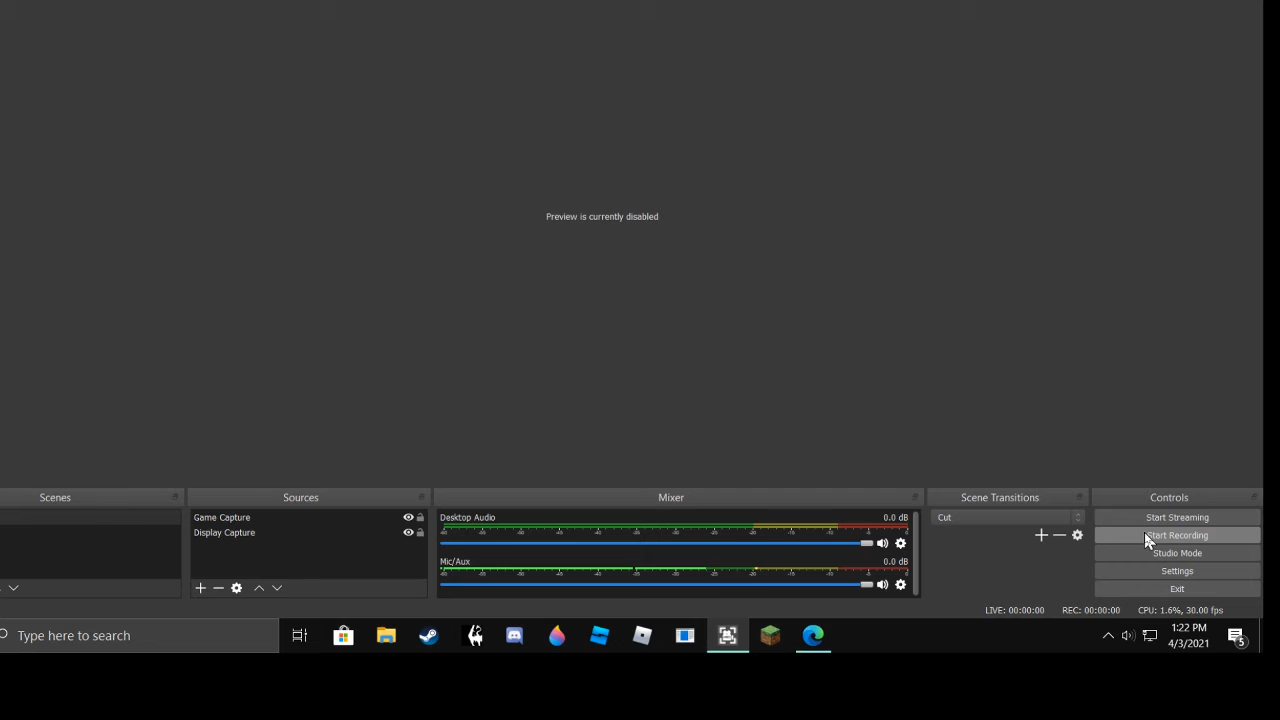 Preview is currently disabled
Scenes
Sources
Mixer
Scene Transitions
Controls
Game Capture
Display Capture
Desktop Audio
0.0 dB
Mic/Aux
0.0 dB
Cut
Start Streaming
Start Recording
Studio Mode
Settings
Exit
LIVE: 00:00:00
REC: 00:00:00
CPU: 1.6%, 30.00 fps
Type here to search
1:22 PM
4/3/2021
5